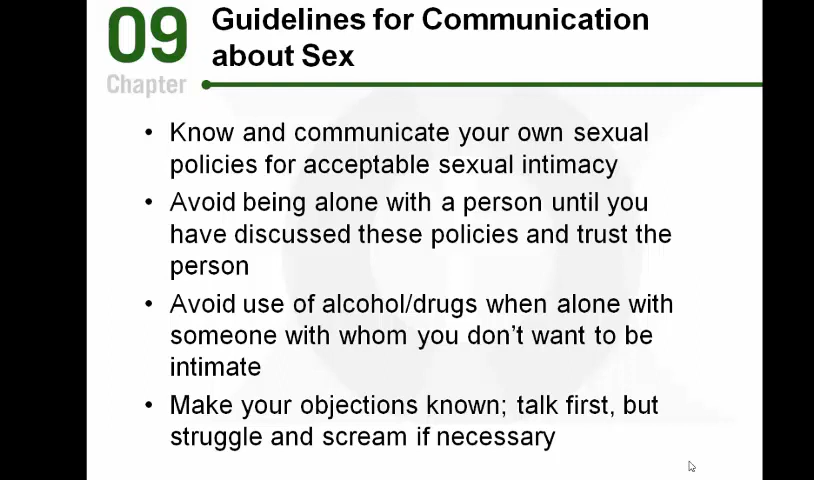 09
Chapter
Guidelines for Communication
about Sex
• Know and communicate your own sexual
policies for acceptable sexual intimacy
• Avoid being alone with a person until you
have discussed these policies and trust the
person
• Avoid use of alcohol/drugs when alone with
someone with whom you don't want to be
intimate
• Make your objections known; talk first, but
struggle and scream if necessary